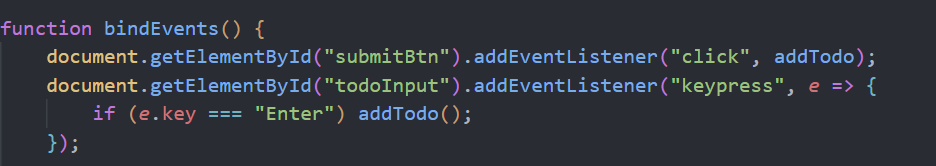 function bindEvents() {
    document.getElementById("submitBtn").addEventListener("click", addTodo);
    document.getElementById("todoInput").addEventListener("keypress", e => {
        if (e.key === "Enter") addTodo();
    });